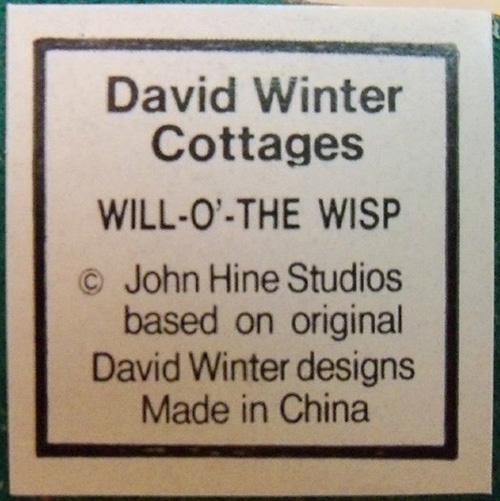 David Winter
Cottages
WILL-O'-THE WISP
© John Hine Studios
based on original
David Winter designs
Made in China